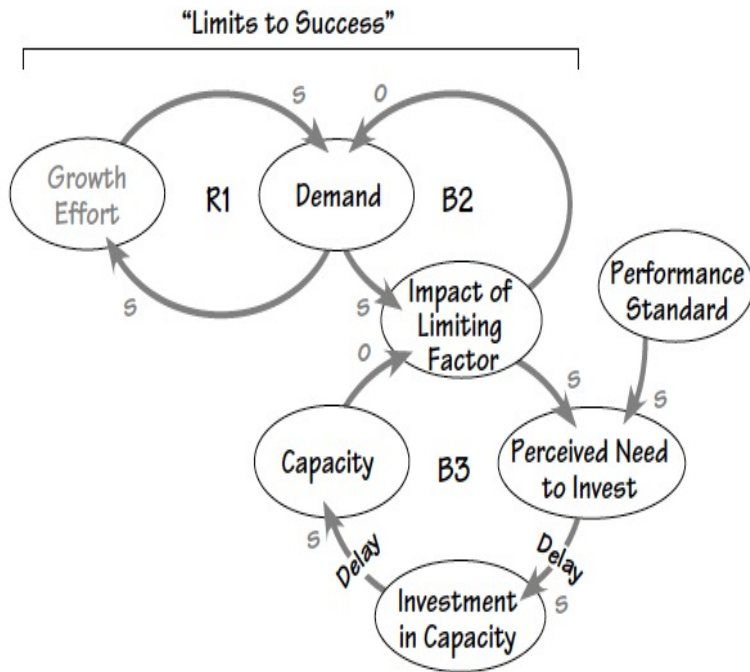 “Limits to Success”
S
O
Growth
Effort
R1
Demand
B2
S
S
Impact of
Limiting
Factor
Performance
Standard
O
S
S
Capacity
B3
Perceived Need
to Invest
S
Delay
Delay
S
Investment
in Capacity